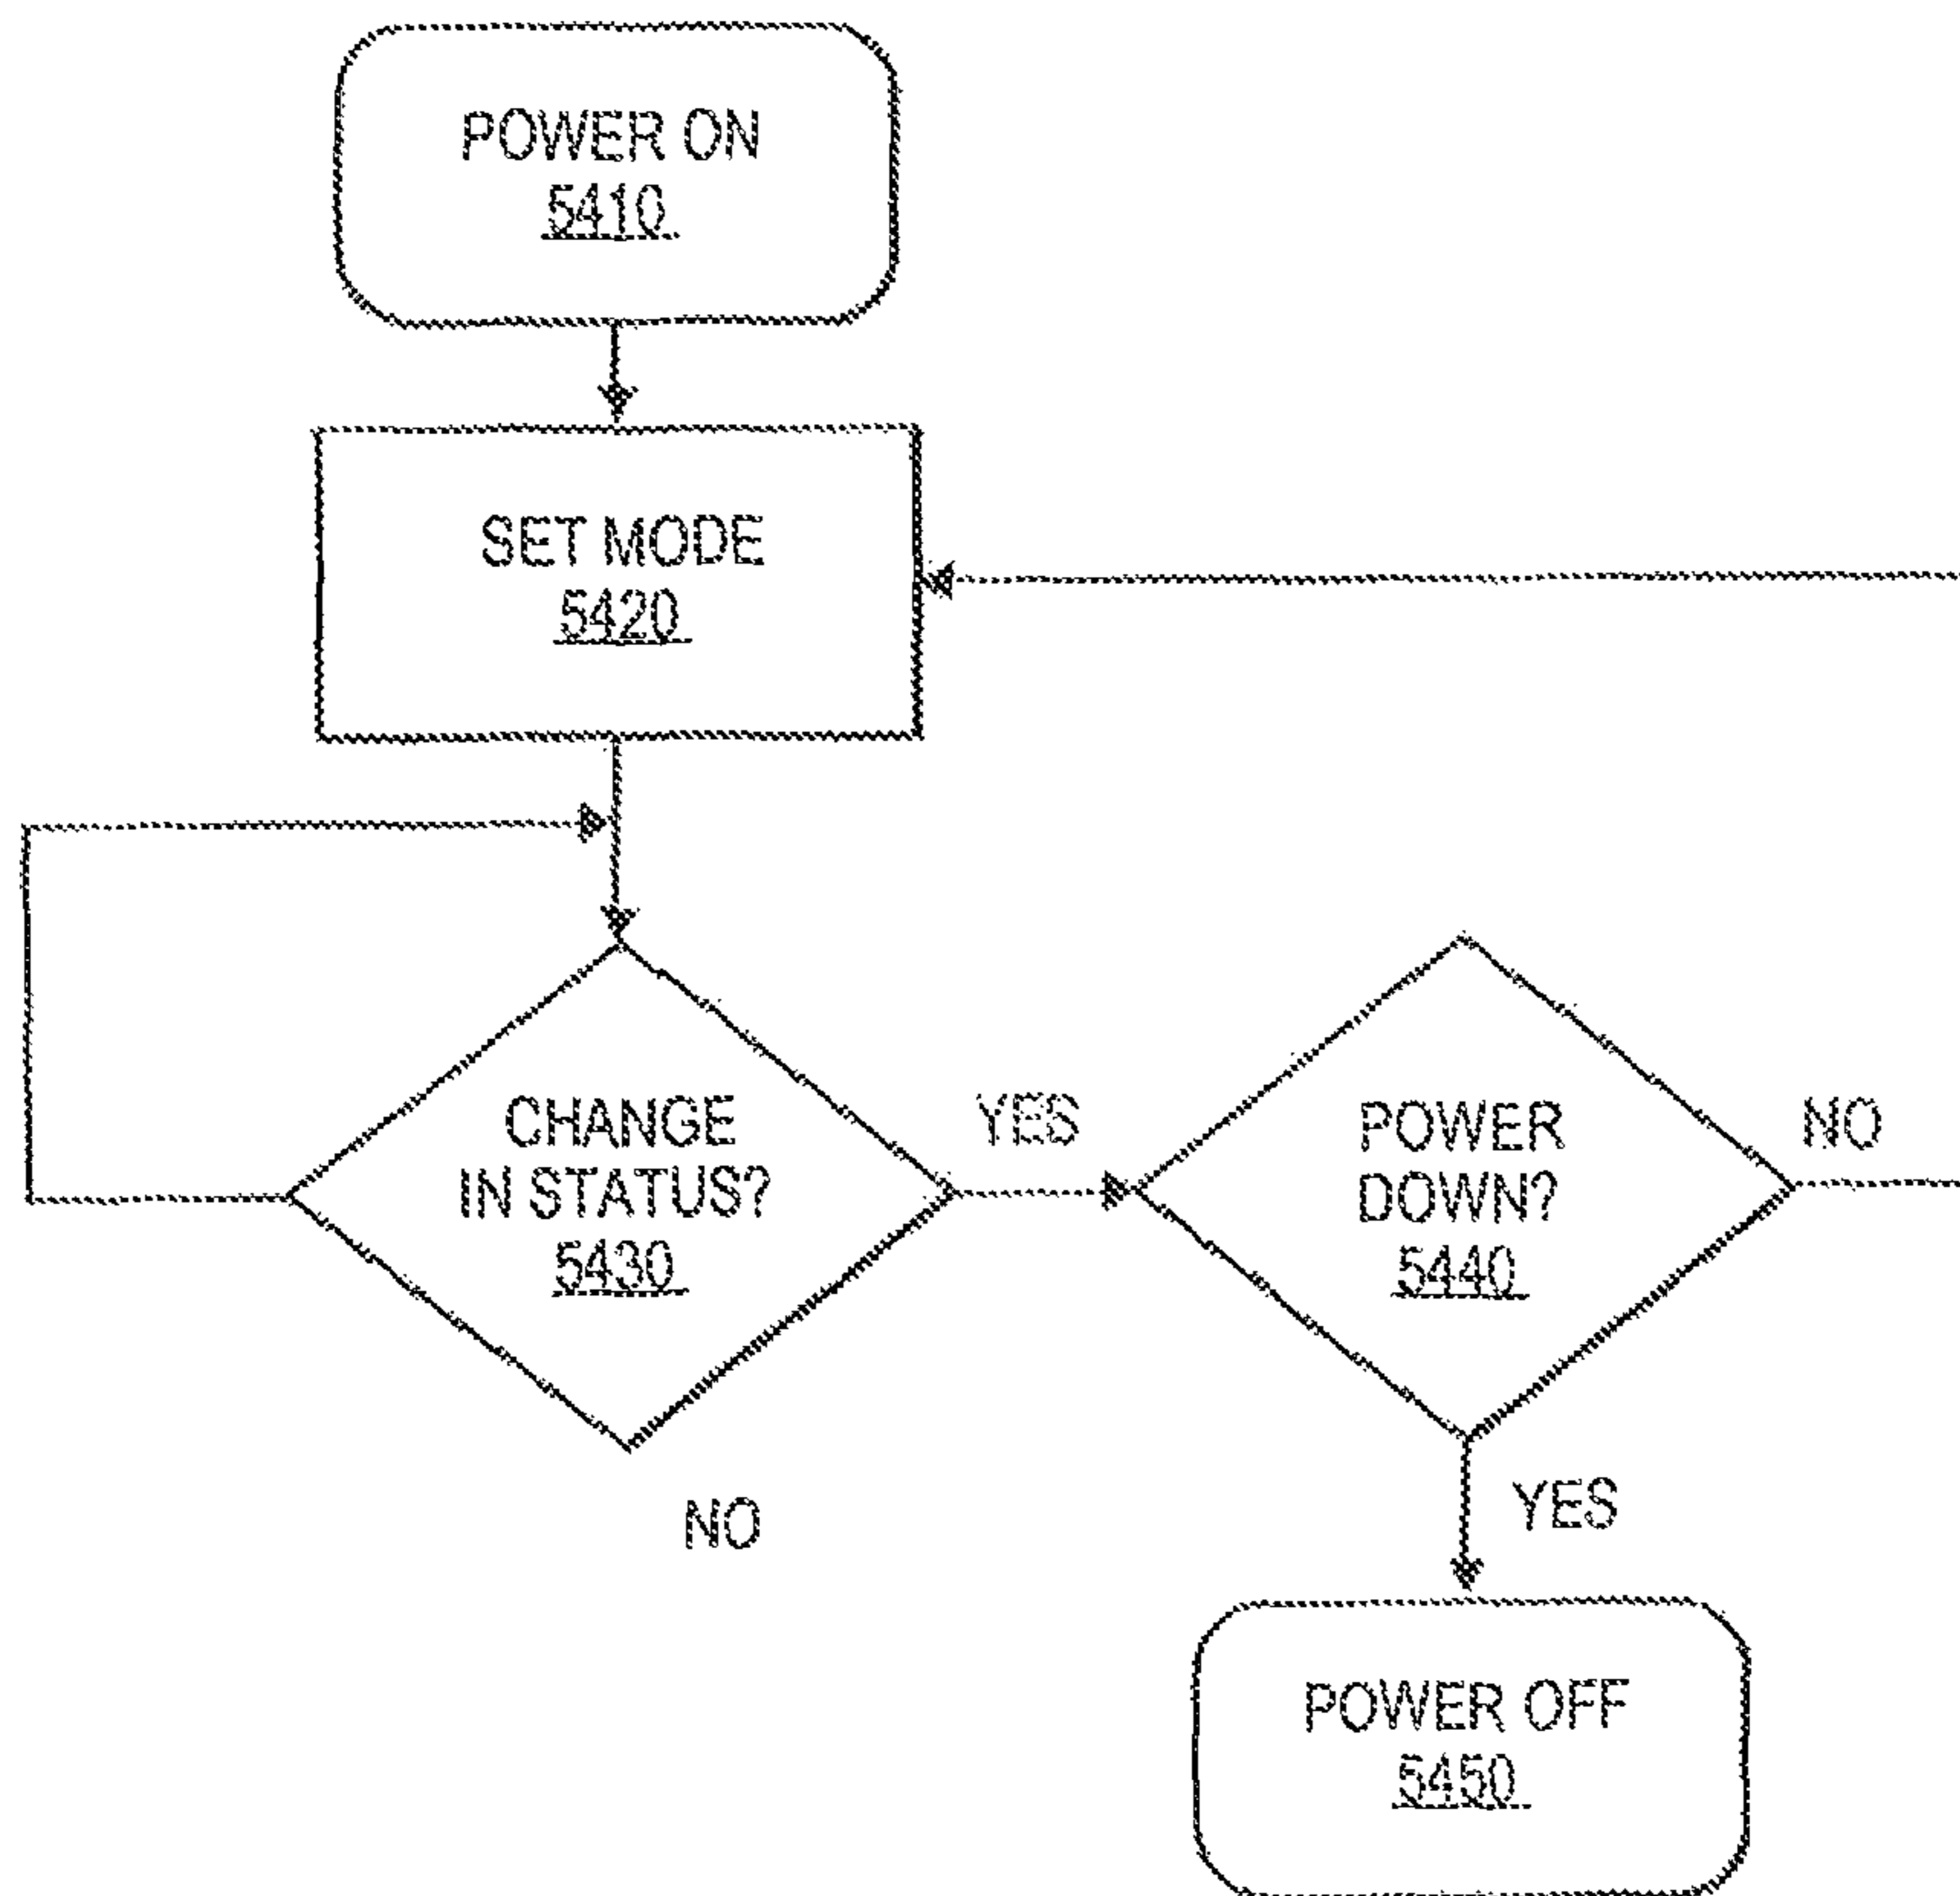 POWER ON
5410
SET MODE
5420
CHANGE
IN STATUS?
5430
YES
NO
POWER
DOWN?
5440
NO
YES
POWER OFF
5450